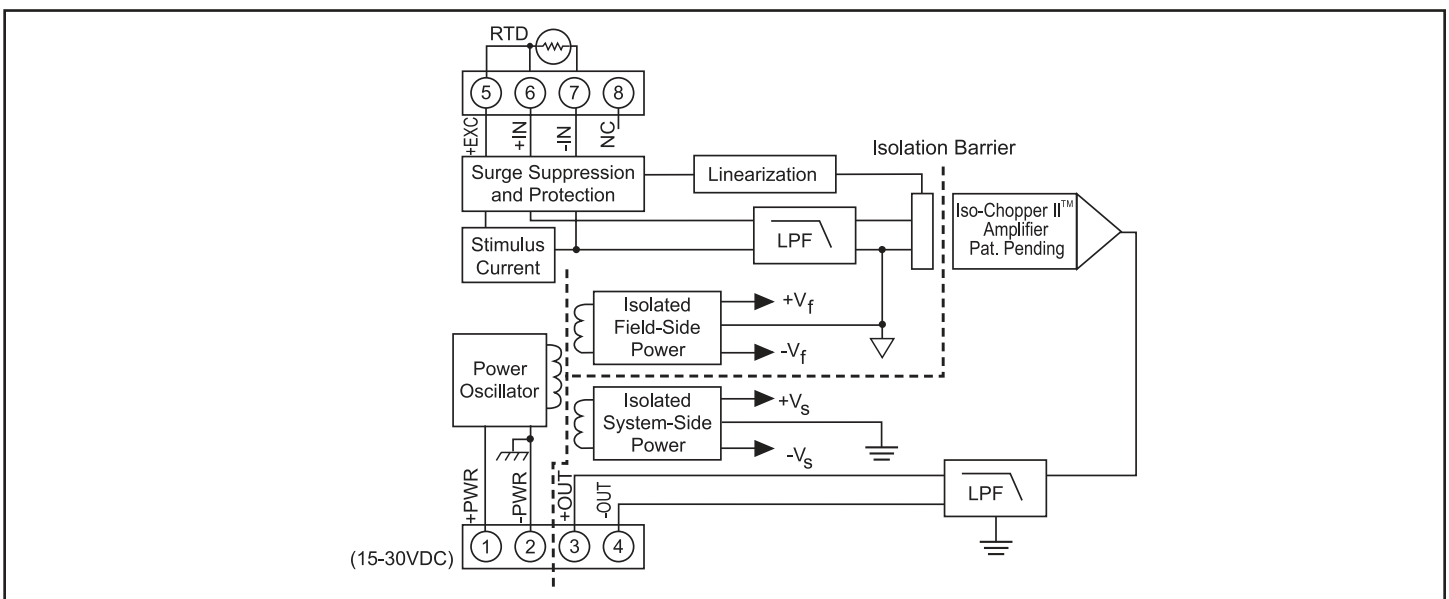 RTD
5 6 7 8
+EXC
+IN
-IN
NC
Isolation Barrier
Surge Suppression
and Protection
Linearization
Iso-Chopper II™
Amplifier
Pat. Pending
LPF
Stimulus
Current
Isolated
Field-Side
Power
+Vf
-Vf
Power
Oscillator
Isolated
System-Side
Power
+Vs
-Vs
+PWR
-PWR
+OUT
-OUT
LPF
(15-30VDC)
1 2 3 4